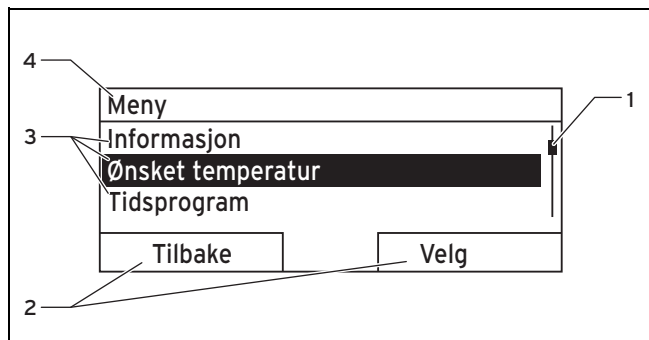 4
Meny
1
3
Informasjon
Ønsket temperatur
Tidsprogram
Tilbake
Velg
2